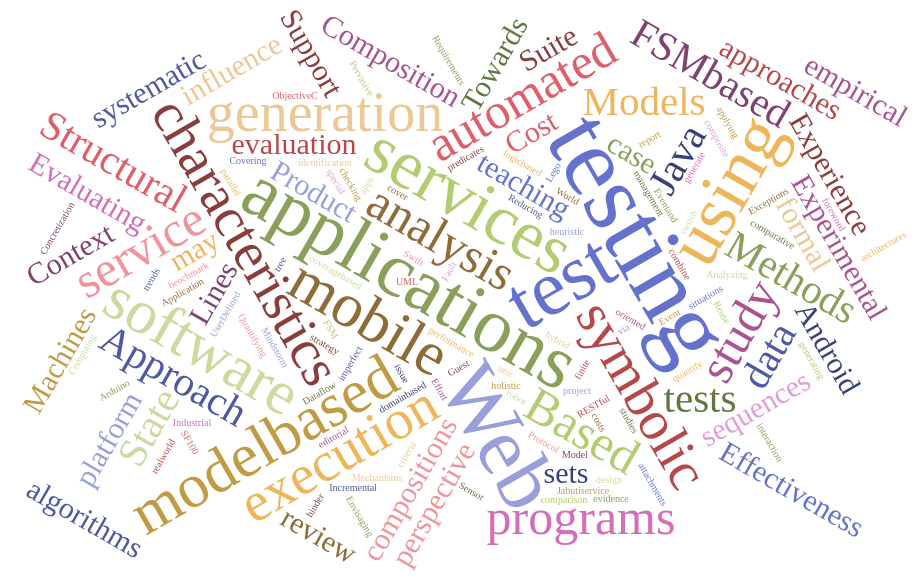 testing
applications
Web
services
test
mobile
software
modelbased
execution
using
generation
automated
characteristics
symbolic
analysis
programs
service
Approach
Based
study
Models
Methods
Java
data
tests
state
Structural
FSMbased
Composition
Support
influence
systematic
Evaluating
Context
evaluation
Product
Lines
may
Machines
platform
algorithms
review
compositions
perspective
sets
Effectiveness
sequences
Android
Experimental
Experience
formal
approaches
empirical
Cost
Suite
Towards
case
teaching
Requirements
Pervasive
ObjectiveC
Covering
identification
parallel
special
checking
apps
cover
predicates
logicbased
Lego
World
Reducing
heuristic
report
management
Eventand
switch
generate
composite
applying
Exceptions
comparative
foreword
architectures
Analyzing
combine
situations
Reuse
Event
oriented
via
hybrid
finite
quantify
generating
interaction
project
RESTful
costs
studies
attachments
design
Model
Jabutiservice
comparison
evidence
protocol
robot
unit
holistic
Guest
performance
Effort
domainbased
issue
imperfect
strategy
FSM
Dataflow
editorial
criteria
Mechanisms
Incremental
hinder
Envisaging
Sensor
Mindstorm
Quantifying
UserDefined
tree
coveragebased
UML
Swift
Fault
Concretization
trends
benchmark
Application
Computing
Arduino
Industrial
SF100
realworld